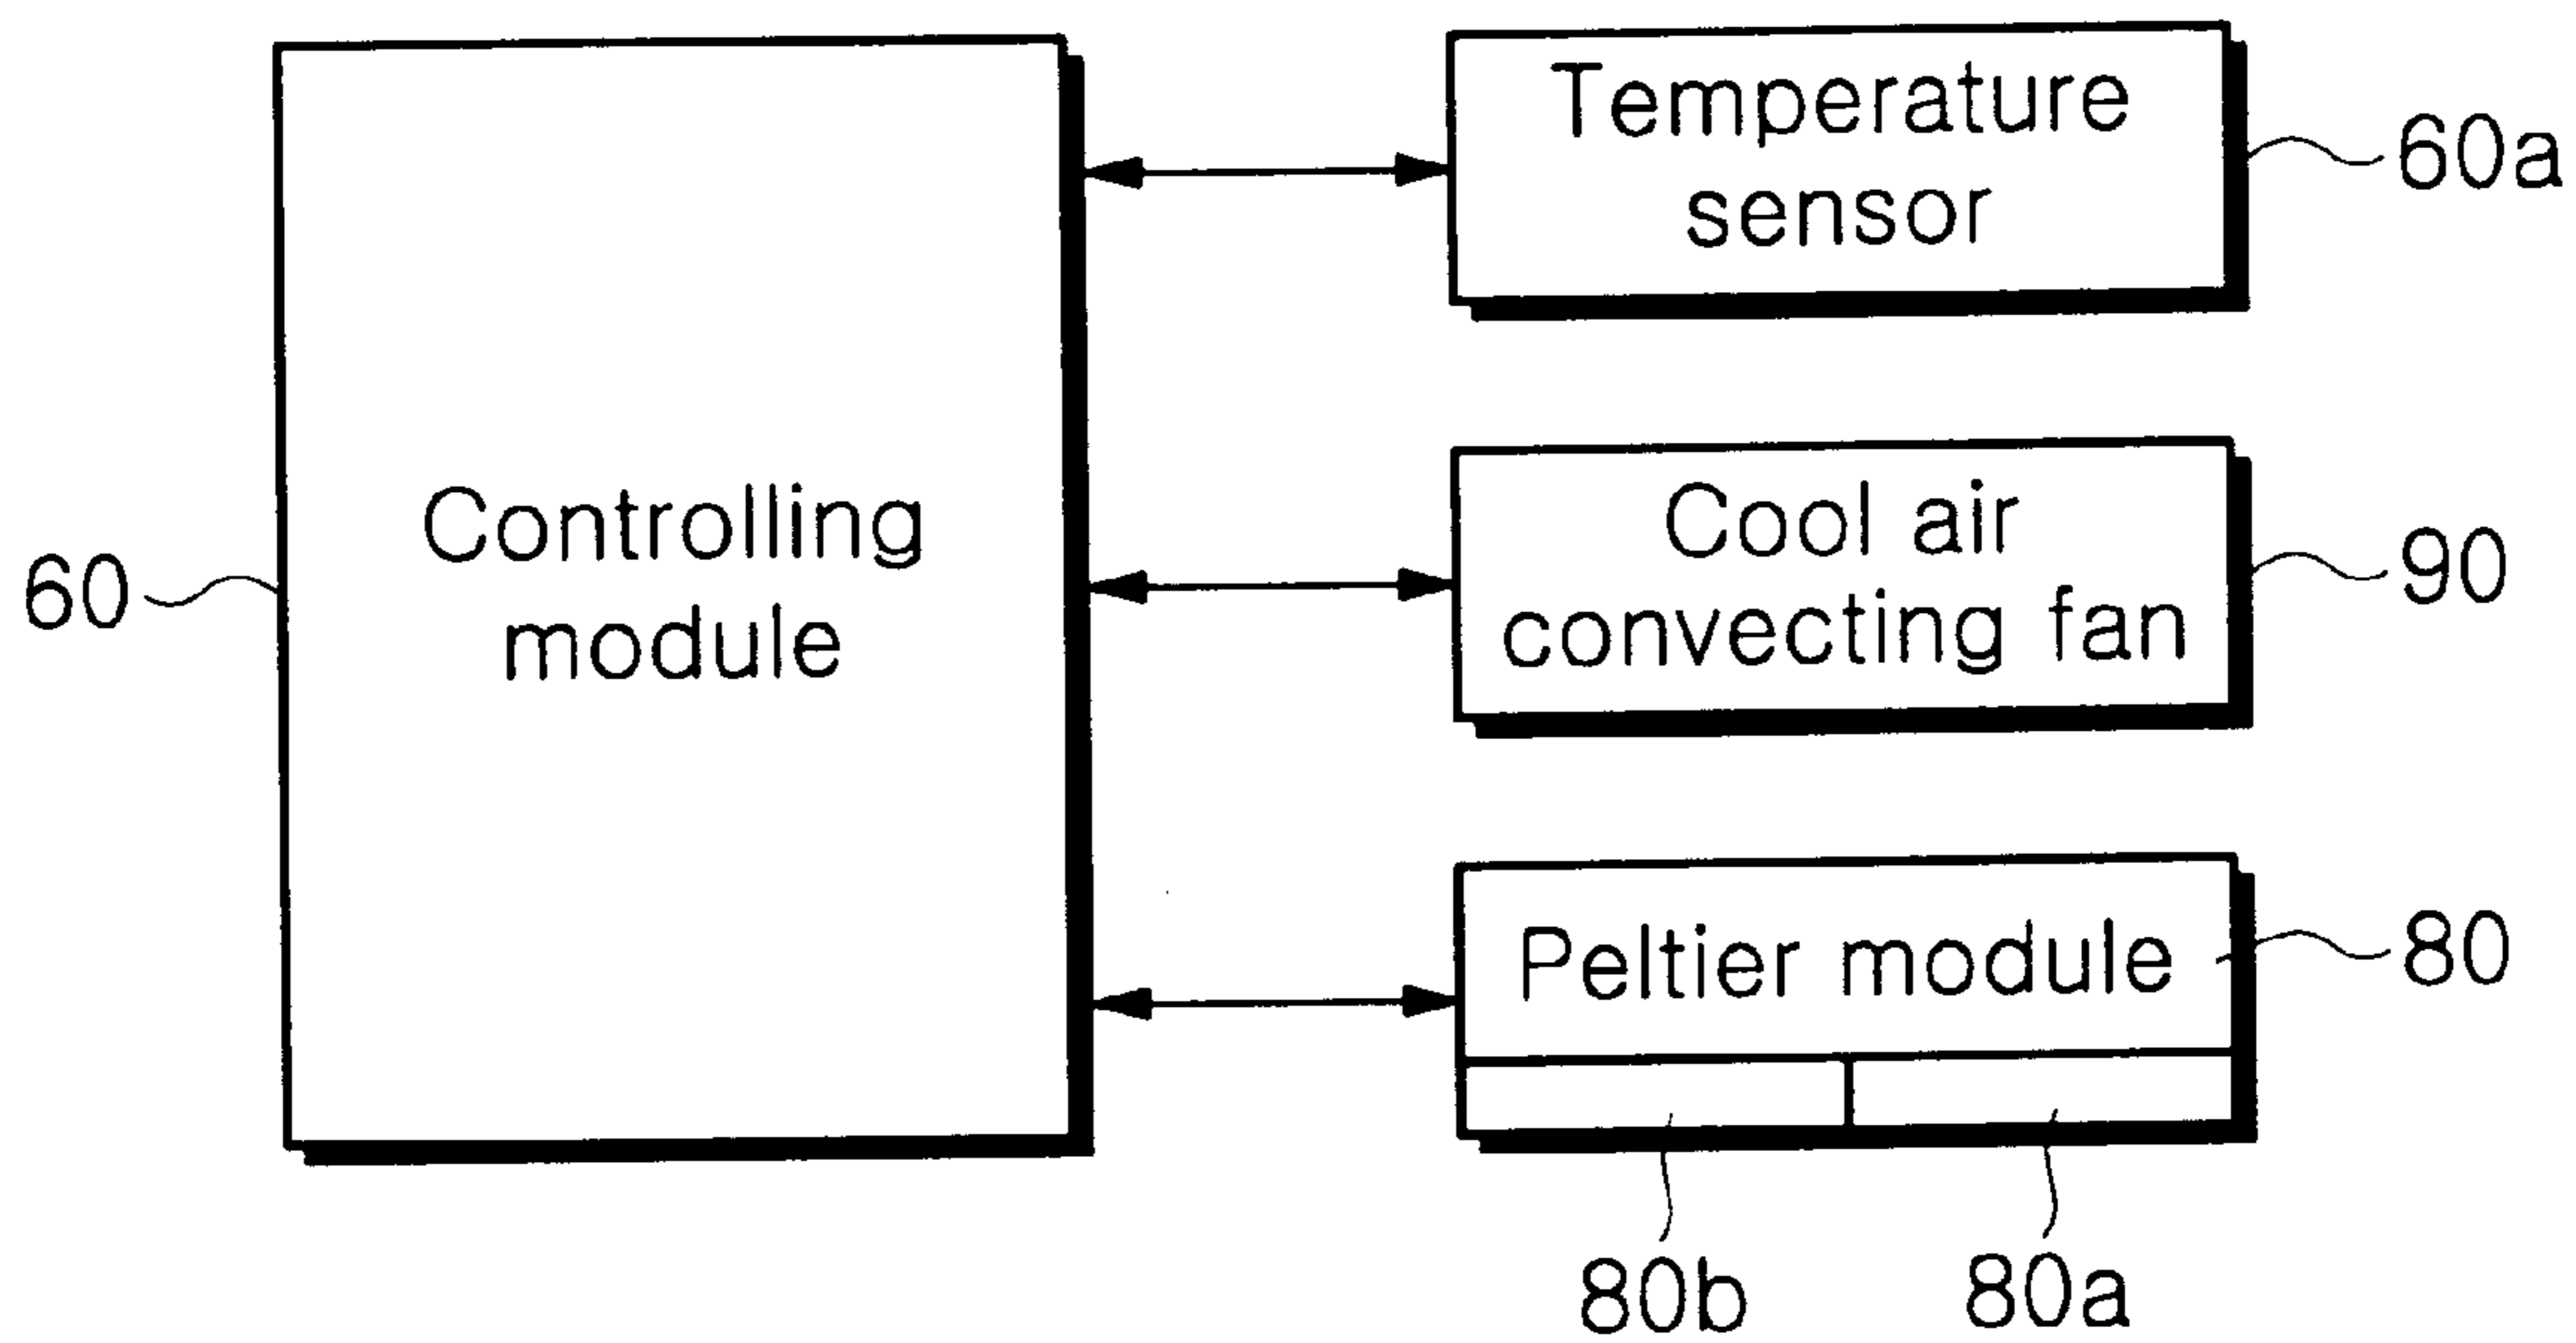 Temperature
sensor
60a
Controlling
module
60
Cool air
convecting fan
90
Peltier module
80
80b
80a